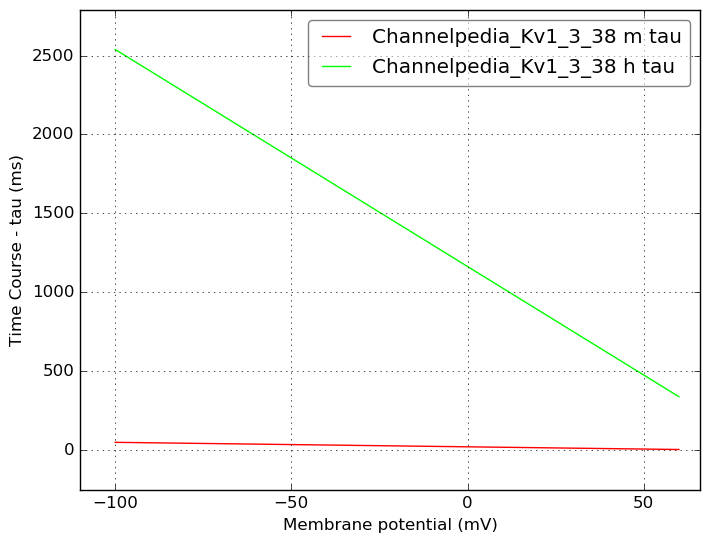 Channelpedia_Kv1_3_38 m tau
Channelpedia_Kv1_3_38 h tau
2500
2000
1500
1000
500
0
Time Course - tau (ms)
−100
−50
0
50
Membrane potential (mV)